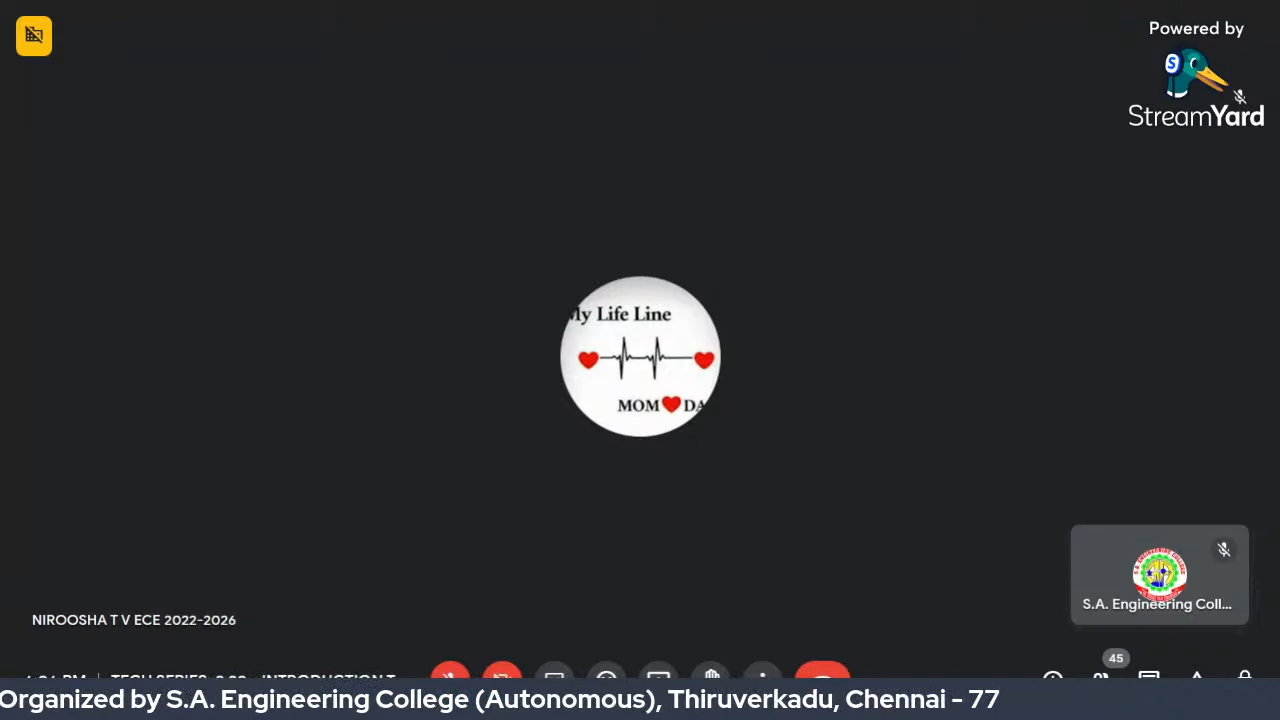 Powered by
S
StreamYard
My Life Line
MOM DA
S.A. Engineering Coll...
NIROOSHA T V ECE 2022-2026
45
Organized by S.A. Engineering College (Autonomous), Thiruverkadu, Chennai - 77